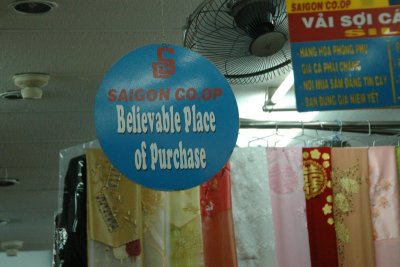 SAIGON CO.OP
Believable Place
of Purchase
SAIGON CO.OP
VẢI SỢI
SIL
- HÀNG HÓA PHONG PHÚ
- GIÁ CẢ PHẢI CHĂNG
- NƠI MUA SẮM ĐÁNG TIN CẬY
- BÁN ĐÚNG GIÁ NIÊM YẾT